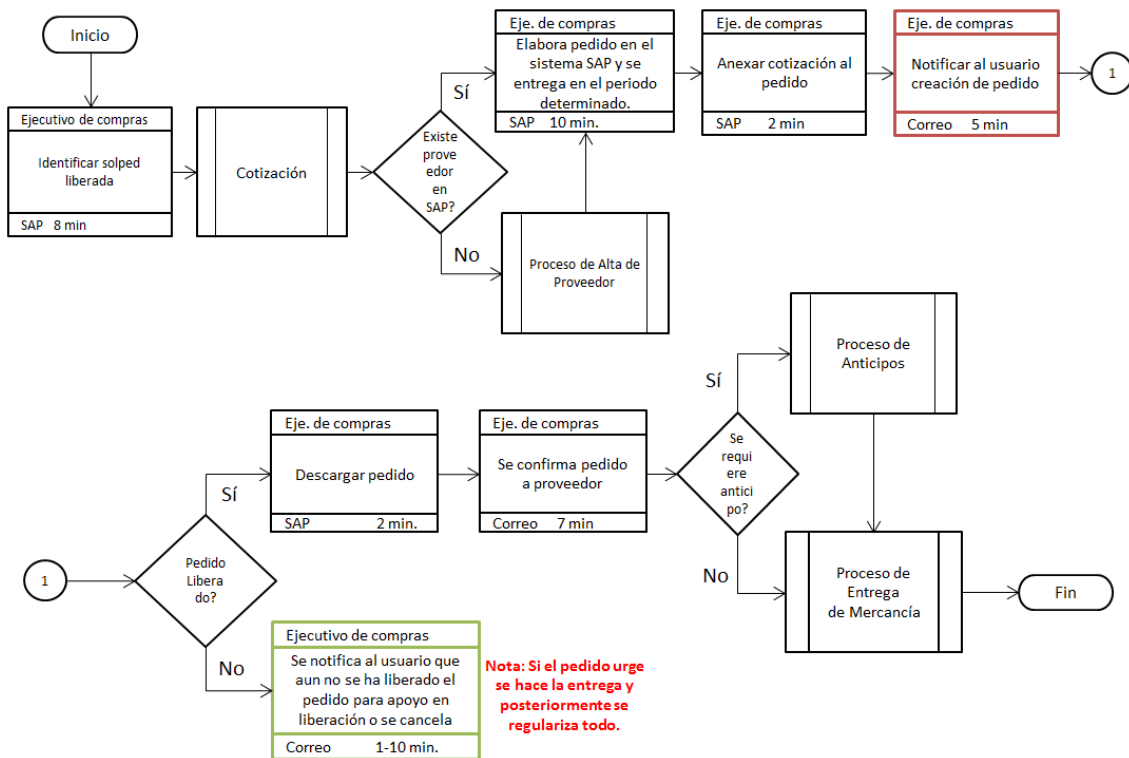 Inicio
Ejecutivo de compras
Identificar solped
liberada
SAP 8 min
Cotización
Existe
prove
edor
en
SAP?
Sí
No
Eje. de compras
Elabora pedido en el
sistema SAP y se
entrega en el periodo
determinado.
SAP 10 min.
Proceso de Alta de
Proveedor
Eje. de compras
Anexar cotización al
pedido
SAP 2 min
Eje. de compras
Notificar al usuario
creación de pedido
Correo 5 min
1
1
Pedido
Libera
do?
Sí
No
Eje. de compras
Descargar pedido
SAP 2 min.
Eje. de compras
Se confirma pedido
a proveedor
Correo 7 min
Se
requi
ere
antici
po?
Sí
No
Proceso de
Anticipos
Proceso de
Entrega
de Mercancía
Fin
Ejecutivo de compras
Se notifica al usuario que
aun no se ha liberado el
pedido para apoyo en
liberación o se cancela
Correo 1-10 min.
Nota: Si el pedido urge
se hace la entrega y
posteriormente se
regulariza todo.